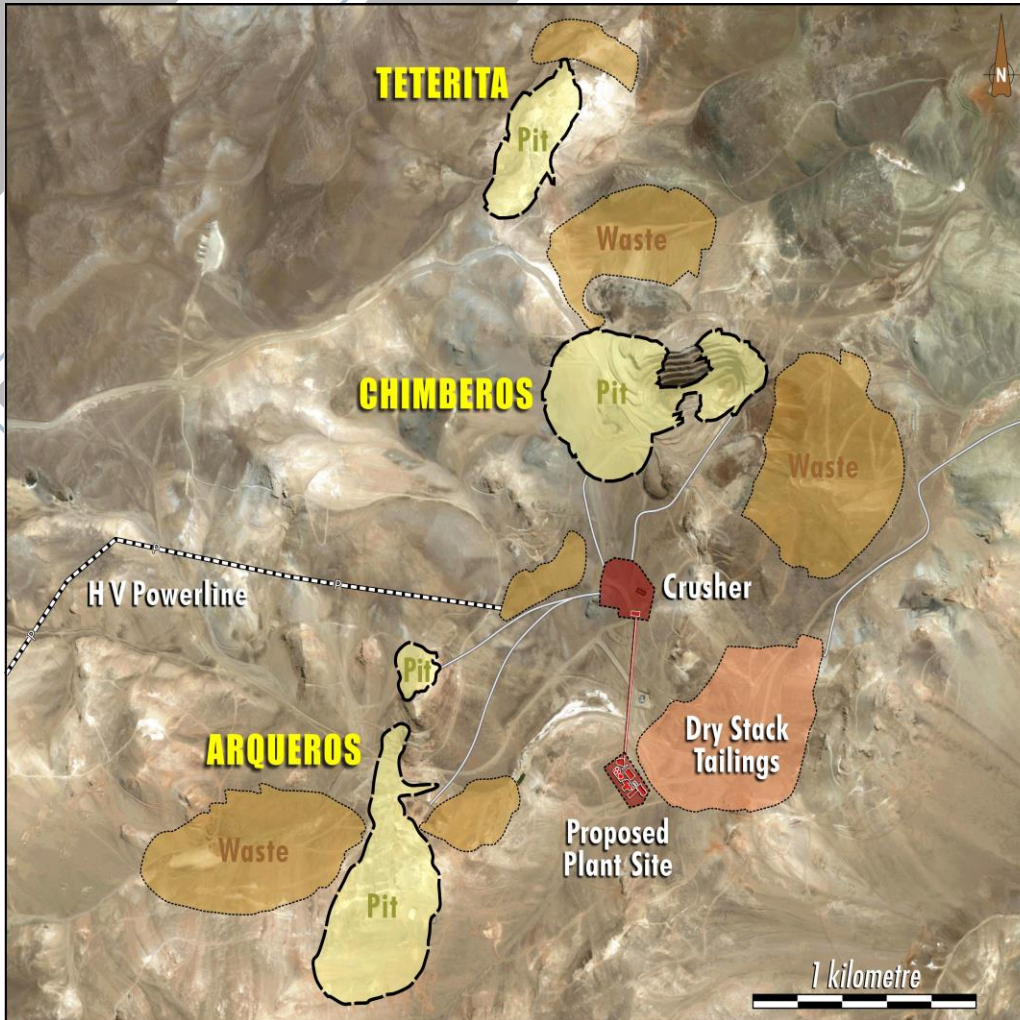 N
TETERITA
Pit
Waste
CHIMBEROS
Pit
Waste
P
H V Powerline
P
P
Crusher
Pit
ARQUEROS
Dry Stack
Tailings
Proposed
Plant Site
Waste
Pit
1 kilometre